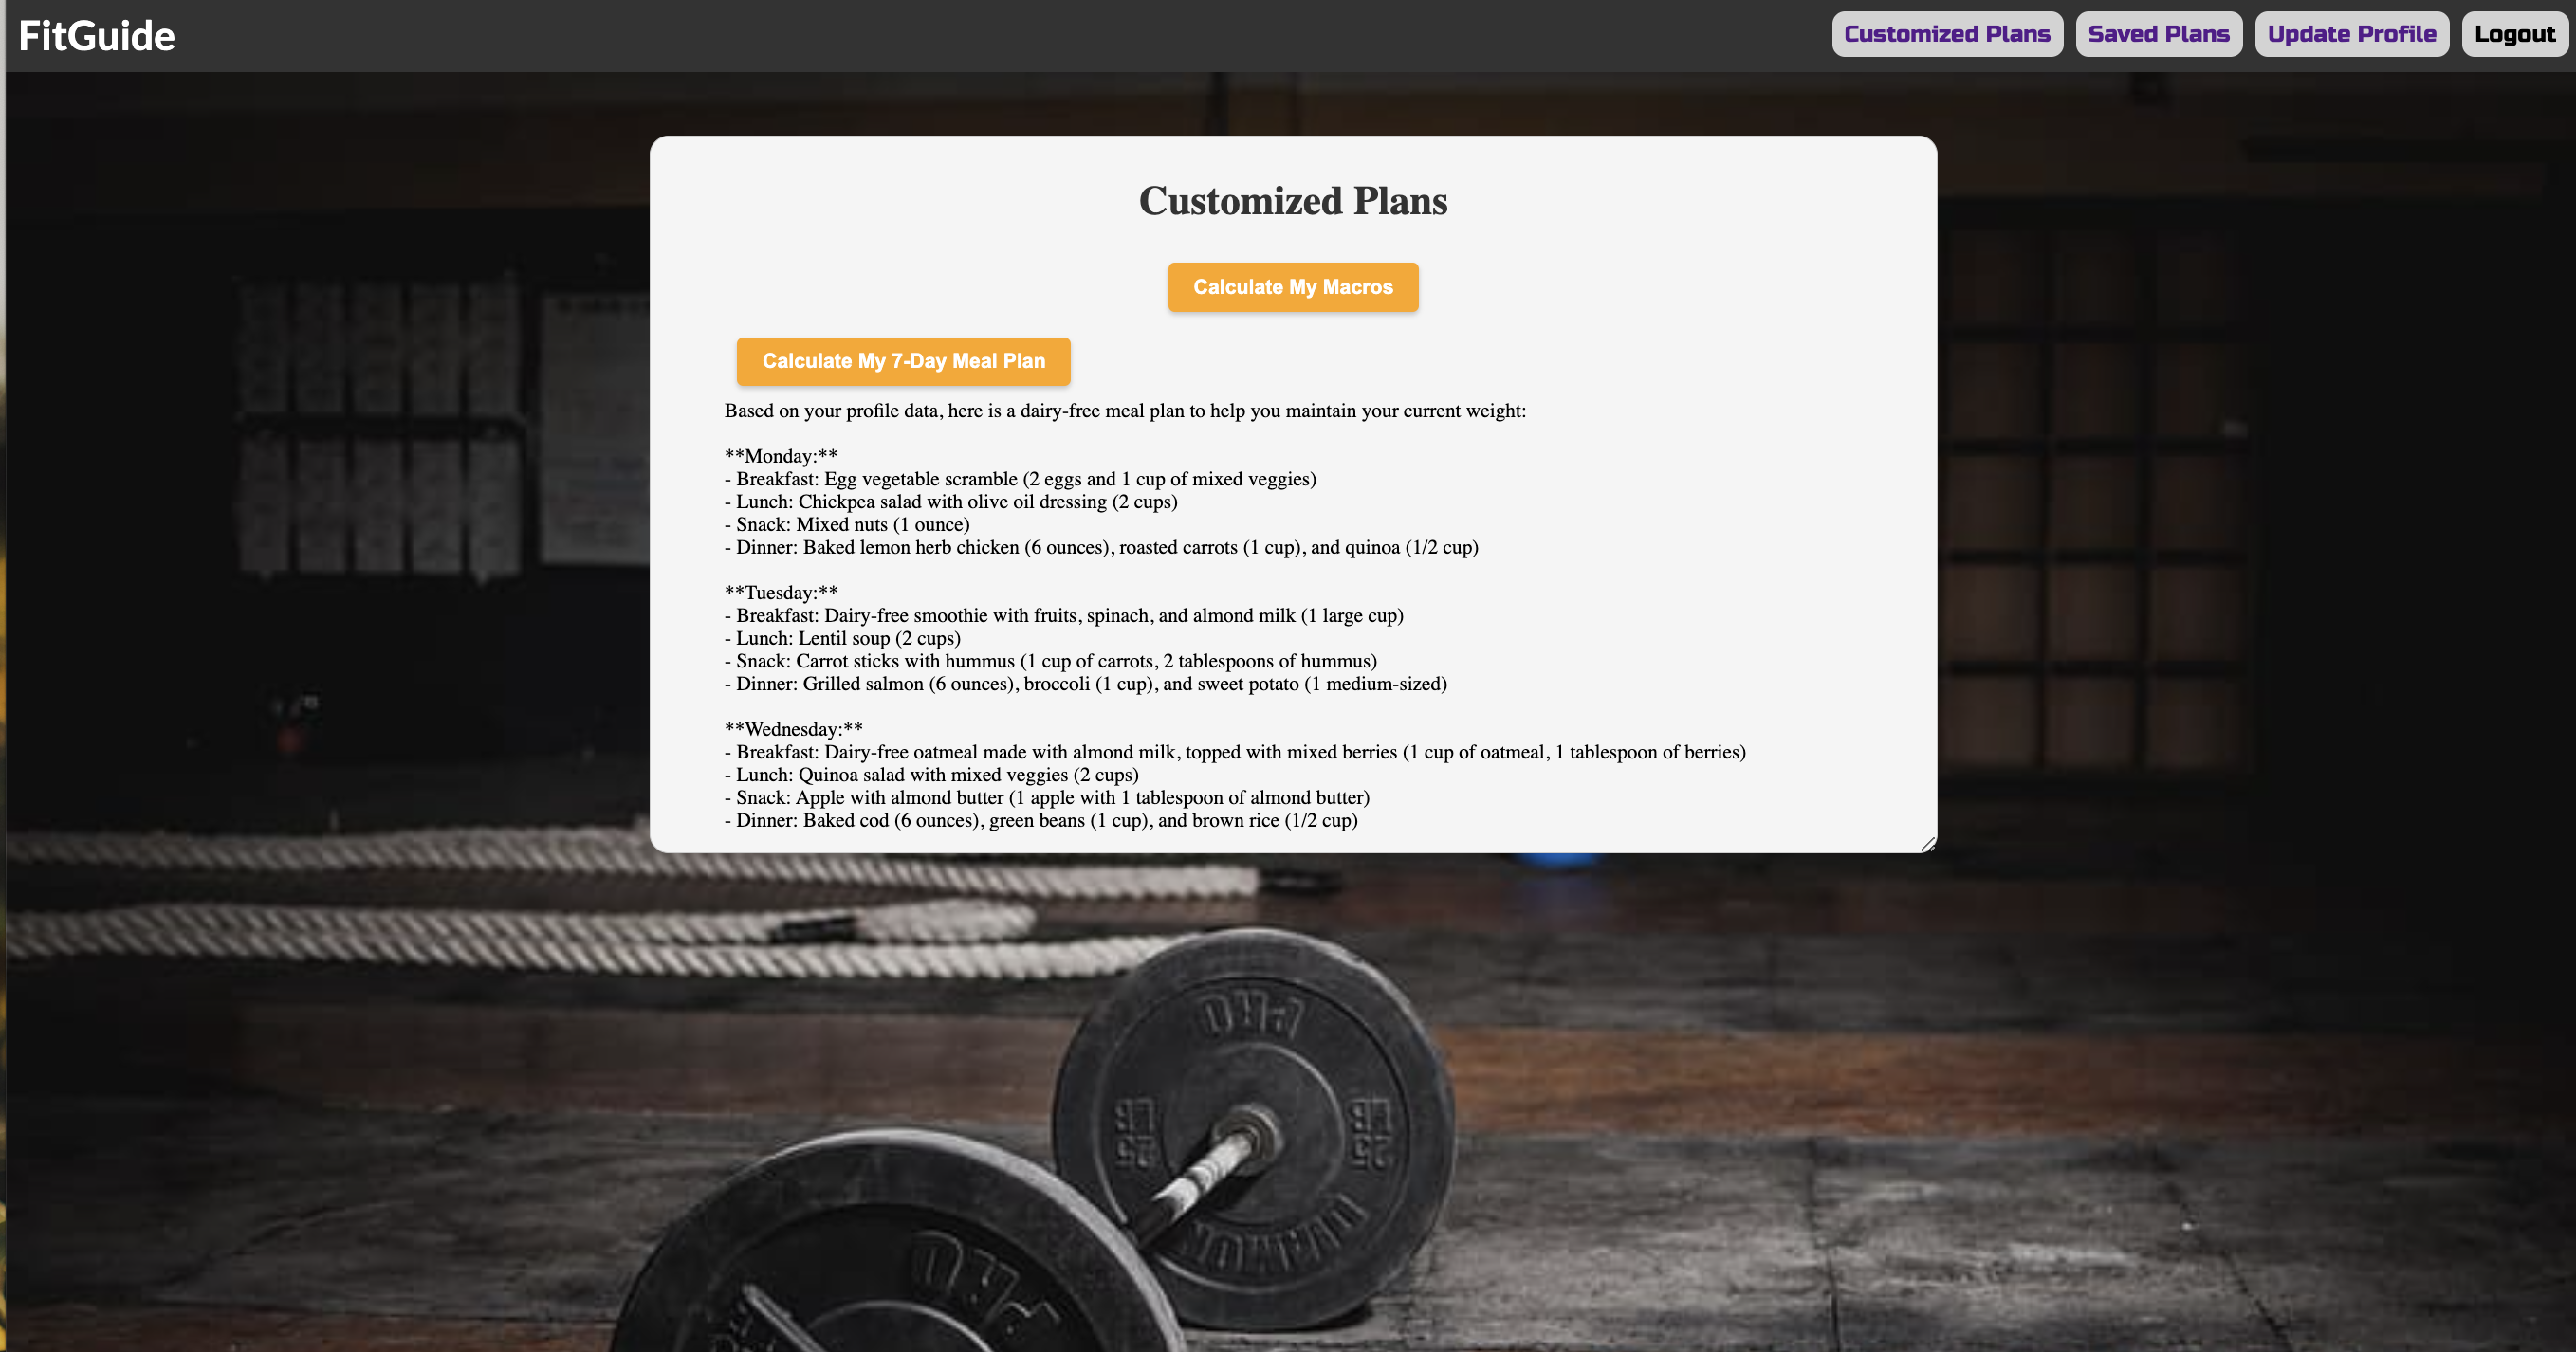 FitGuide
Customized Plans
Saved Plans
Update Profile
Logout
Customized Plans
Calculate My Macros
Calculate My 7-Day Meal Plan
Based on your profile data, here is a dairy-free meal plan to help you maintain your current weight:
**Monday:**
- Breakfast: Egg vegetable scramble (2 eggs and 1 cup of mixed veggies)
- Lunch: Chickpea salad with olive oil dressing (2 cups)
- Snack: Mixed nuts (1 ounce)
- Dinner: Baked lemon herb chicken (6 ounces), roasted carrots (1 cup), and quinoa (1/2 cup)
**Tuesday:**
- Breakfast: Dairy-free smoothie with fruits, spinach, and almond milk (1 large cup)
- Lunch: Lentil soup (2 cups)
- Snack: Carrot sticks with hummus (1 cup of carrots, 2 tablespoons of hummus)
- Dinner: Grilled salmon (6 ounces), broccoli (1 cup), and sweet potato (1 medium-sized)
**Wednesday:**
- Breakfast: Dairy-free oatmeal made with almond milk, topped with mixed berries (1 cup of oatmeal, 1 tablespoon of berries)
- Lunch: Quinoa salad with mixed veggies (2 cups)
- Snack: Apple with almond butter (1 apple with 1 tablespoon of almond butter)
- Dinner: Baked cod (6 ounces), green beans (1 cup), and brown rice (1/2 cup)